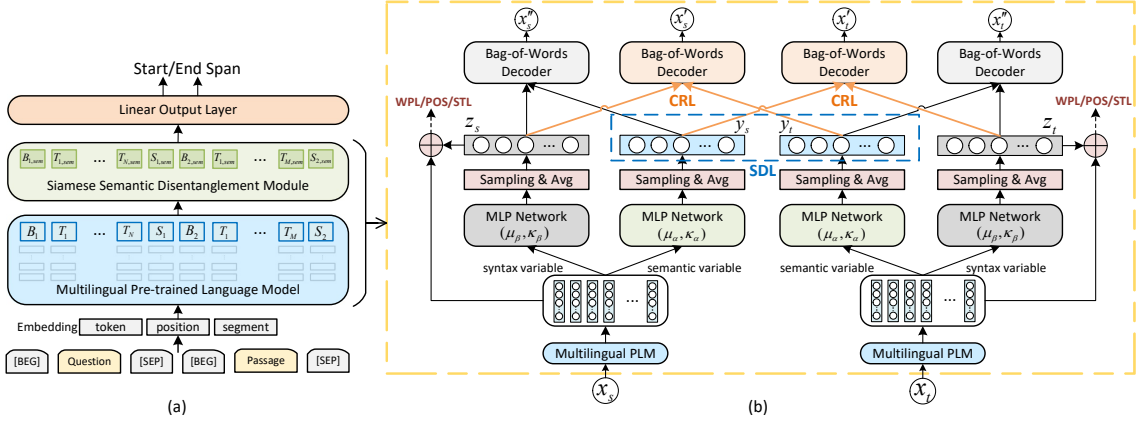 Start/End Span
Linear Output Layer
B1,sem T1,sem ... TN,sem S1,sem B2,sem T1,sem ... TM,sem S2,sem
Siamese Semantic Disentanglement Module
B1 T1 ... TN S1 B2 T1 ... TM S2
Multilingual Pre-trained Language Model
Embedding token position segment
[BEG] Question [SEP] [BEG] Passage [SEP]
(a)
x''s x's x't x''t
Bag-of-Words Decoder
Bag-of-Words Decoder
Bag-of-Words Decoder
Bag-of-Words Decoder
WPL/POS/STL CRL CRL WPL/POS/STL
zs ys yt zt
... ... ... ...
SDL
Sampling & Avg Sampling & Avg Sampling & Avg Sampling & Avg
MLP Network MLP Network MLP Network MLP Network
(μβ,κβ) (μα,κα) (μα,κα) (μβ,κβ)
syntax variable semantic variable semantic variable syntax variable
... ...
Multilingual PLM Multilingual PLM
xs xt
(b)